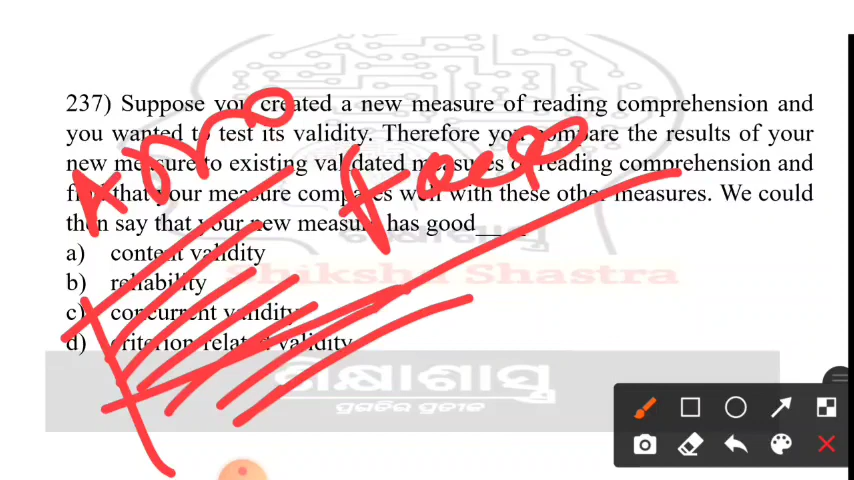 237) Suppose you created a new measure of reading comprehension and
you wanted to test its validity. Therefore you compare the results of your
new measure to existing validated measures of reading comprehension and
find that your measure compares well with these other measures. We could
then say that your new measure has good____
a) content validity
Shiksha Shastra
b) reliability
c) concurrent validity
d) criterion-related validity
ଶିକ୍ଷାଶାସ୍ତ୍ର